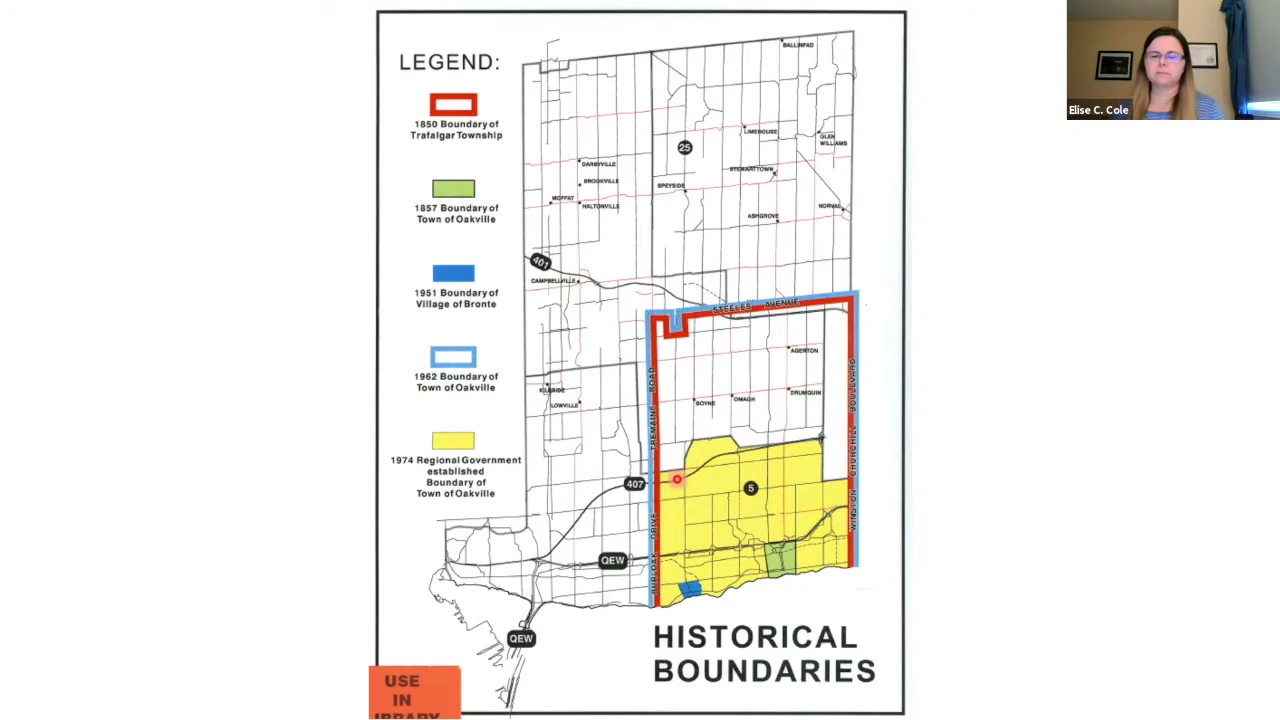 LEGEND:
1850 Boundary of
Trafalgar Township
1857 Boundary of
Town of Oakville
1951 Boundary of
Village of Bronte
1962 Boundary of
Town of Oakville
1974 Regional Government
established
Boundary of
Town of Oakville
BALLINFAD
LIMEHOUSE
GLEN
WILLIAMS
25
DARBYVILLE
STEWARTTOWN
BROOKVILLE
SPEYSIDE
MOFFAT
HALTONVILLE
NORVAL
ASHGROVE
401
CAMPBELLVILLE
STEELES AVENUE
AGERTON
KILBRIDE
LOWVILLE
BOYNE
OMAGH
DRUMQUIN
TREMAINE ROAD
WINSTON CHURCHILL BOULEVARD
407
5
BURLOAK DRIVE
QEW
QEW
HISTORICAL
BOUNDARIES
USE
IN
LIBRARY
Elise C. Cole